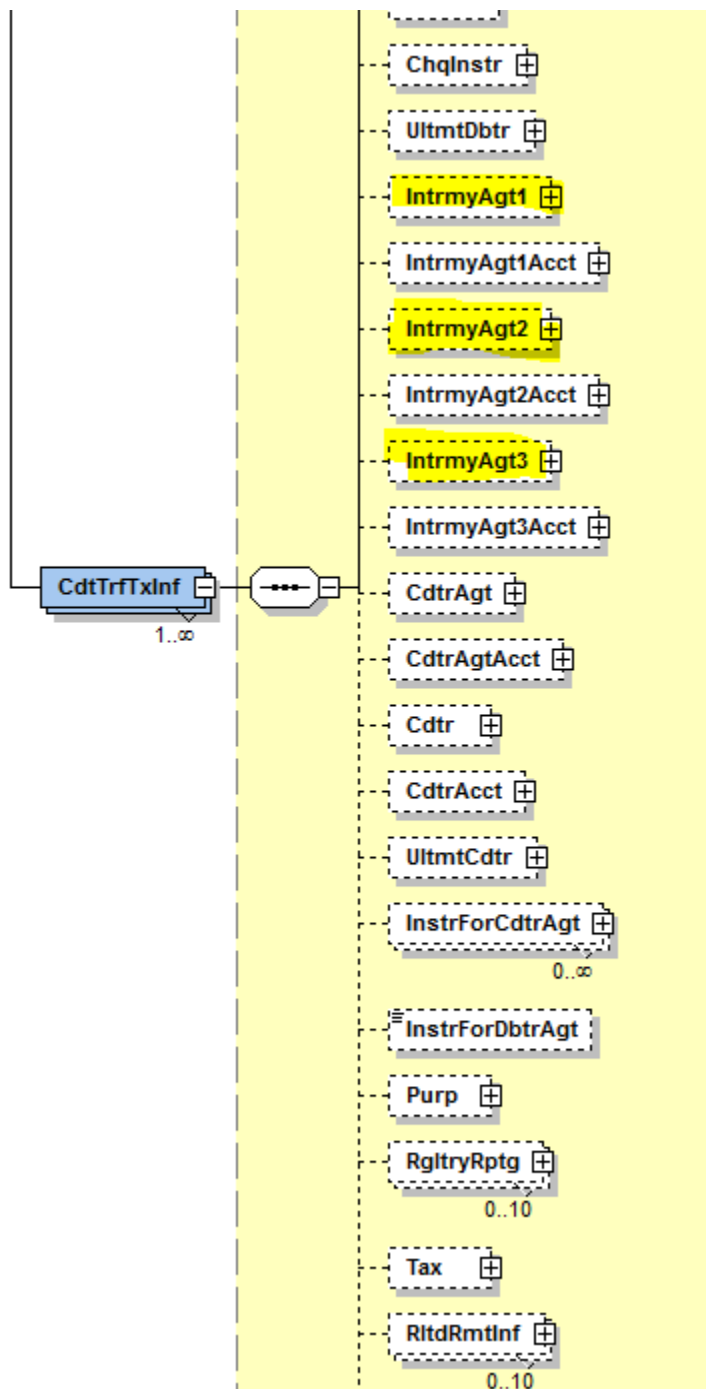 ChqInstr
UltmtDbtr
IntrmyAgt1
IntrmyAgt1Acct
IntrmyAgt2
IntrmyAgt2Acct
IntrmyAgt3
IntrmyAgt3Acct
CdtTrfTxInf
1..∞
CdtrAgt
CdtrAgtAcct
Cdtr
CdtrAcct
UltmtCdtr
InstrForCdtrAgt
0..∞
InstrForDbtrAgt
Purp
RgltryRptg
0..10
Tax
RltdRmtInf
0..10